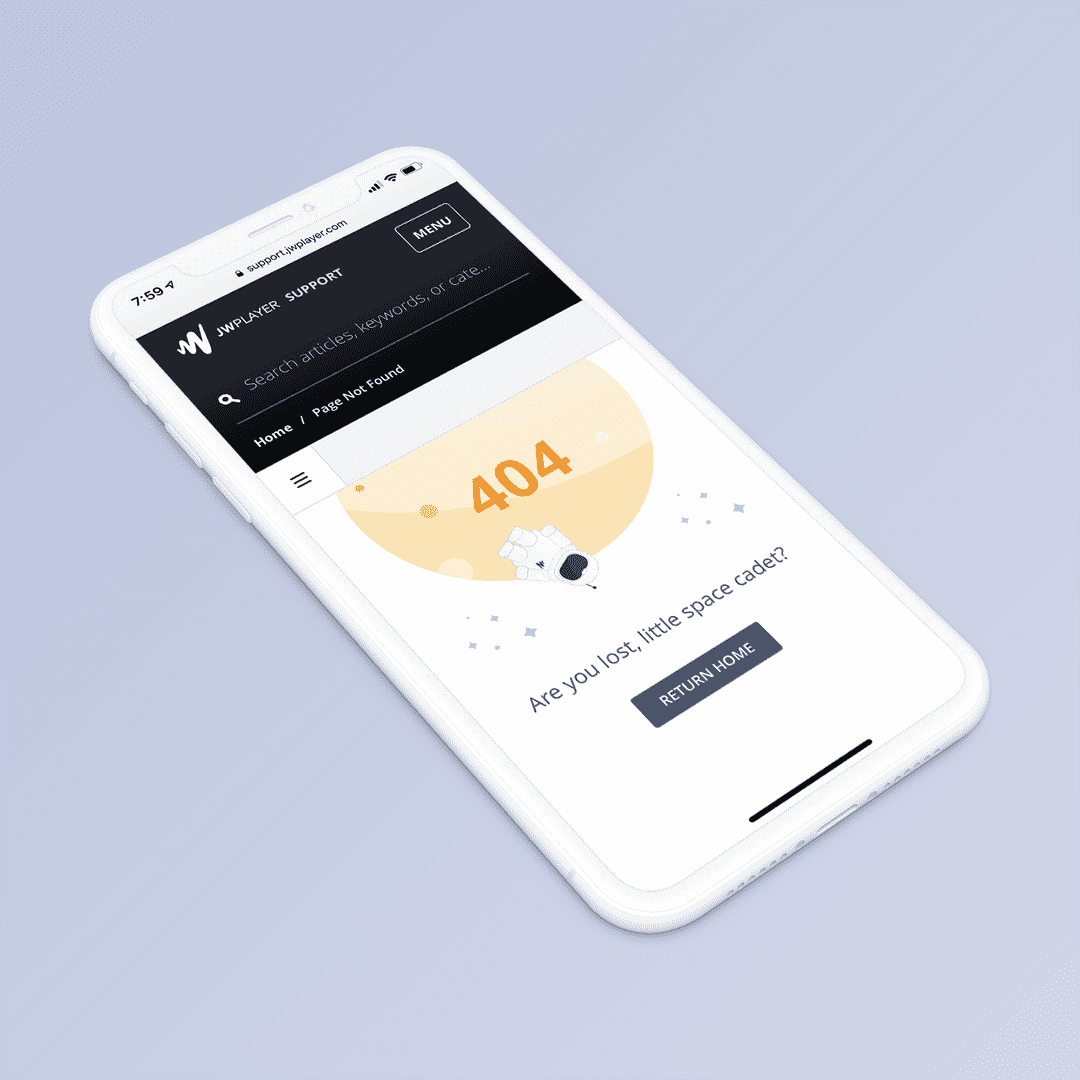 7:59
support.jwplayer.com
JWPLAYER SUPPORT
MENU
Search articles, keywords, or cate...
Home / Page Not Found
404
Are you lost, little space cadet?
RETURN HOME